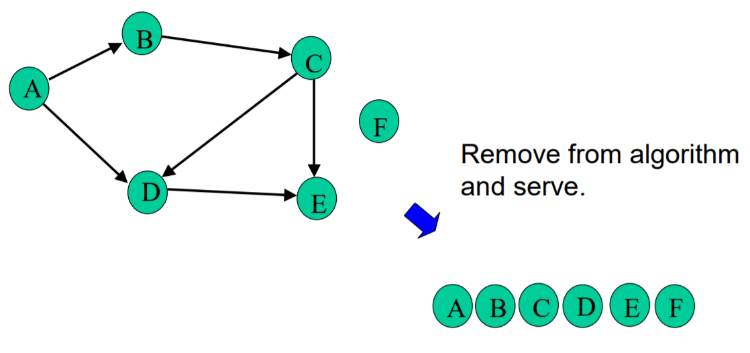 B
C
A
F
Remove from algorithm
and serve.
D
E
A B C D E F